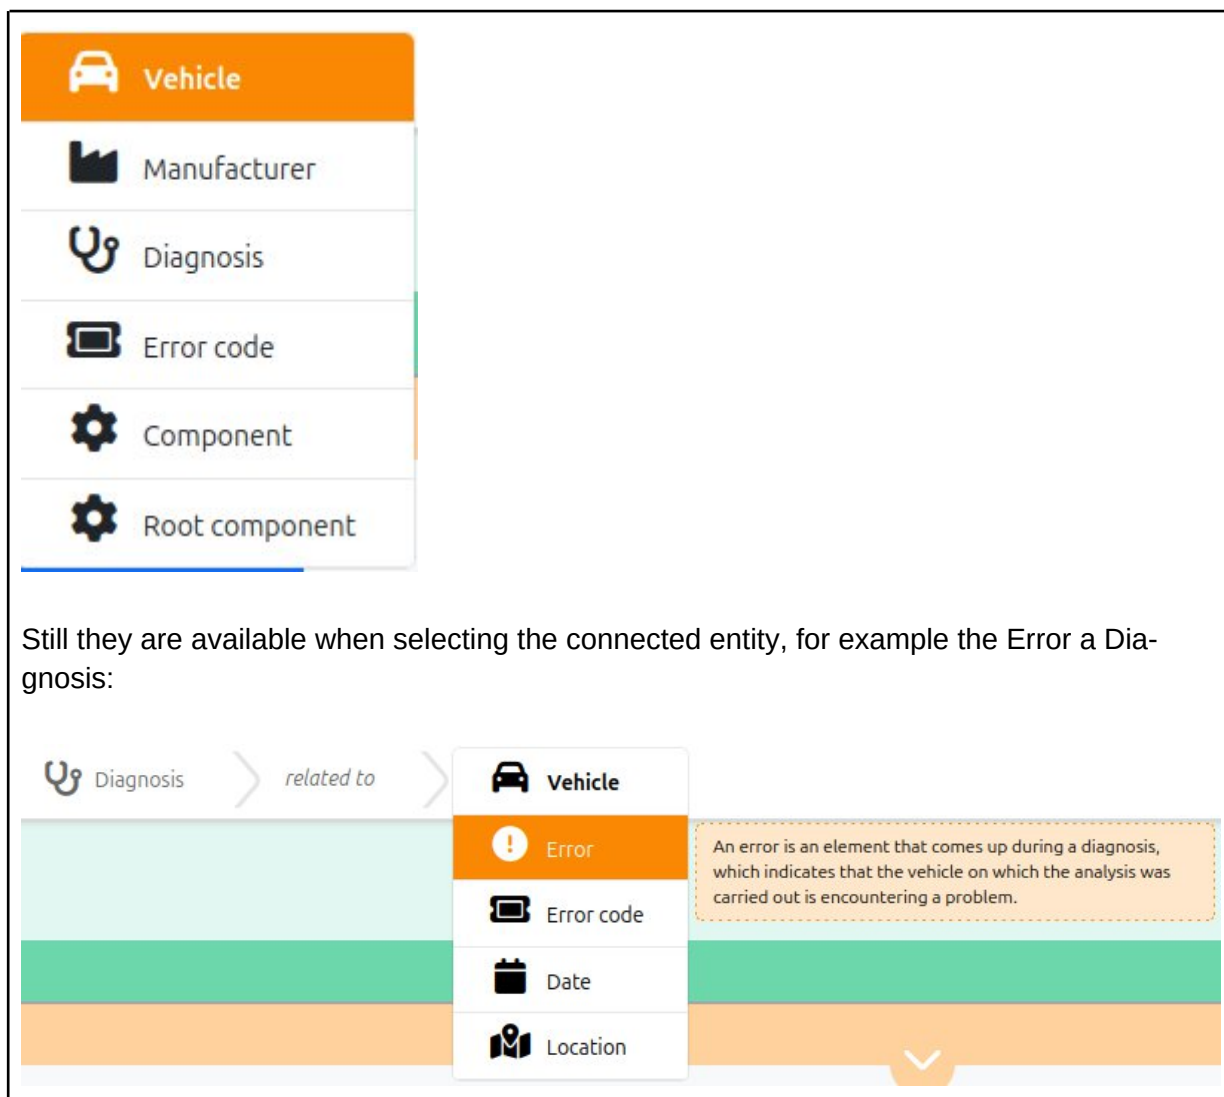 Vehicle
Manufacturer
Diagnosis
Error code
Component
Root component
Still they are available when selecting the connected entity, for example the Error a Dia-
gnosis:
Diagnosis
related to
Vehicle
Error
Error code
Date
Location
An error is an element that comes up during a diagnosis,
which indicates that the vehicle on which the analysis was
carried out is encountering a problem.